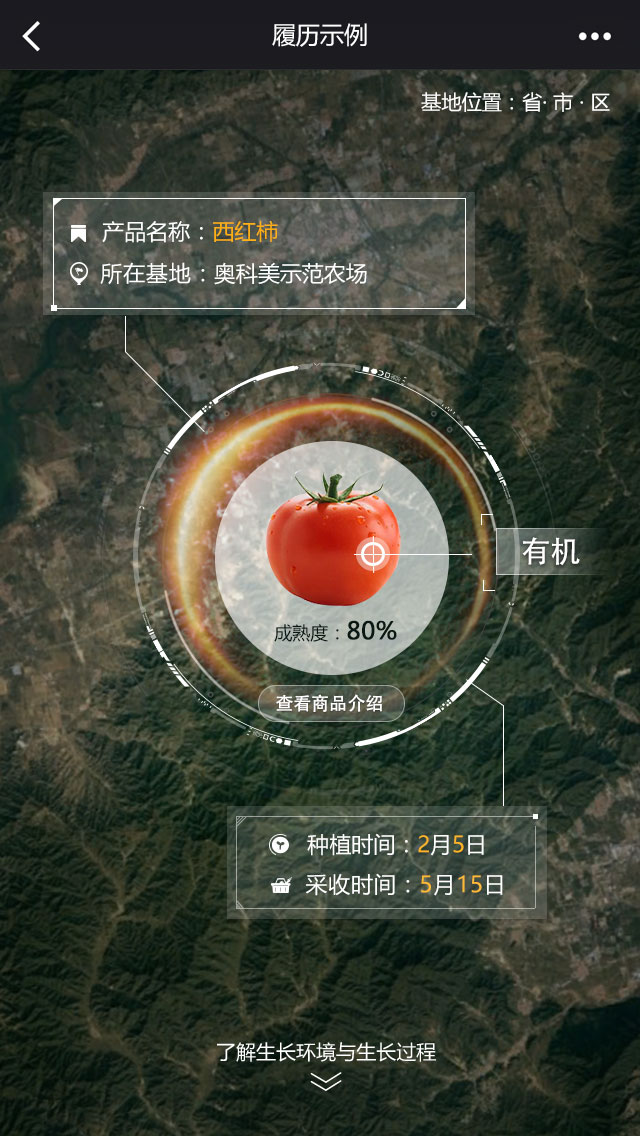 履历示例
基地位置：省· 市 · 区
产品名称：西红柿
所在基地：奥科美示范农场
有机
成熟度：80%
查看商品介绍
种植时间：2月5日
采收时间：5月15日
了解生长环境与生长过程